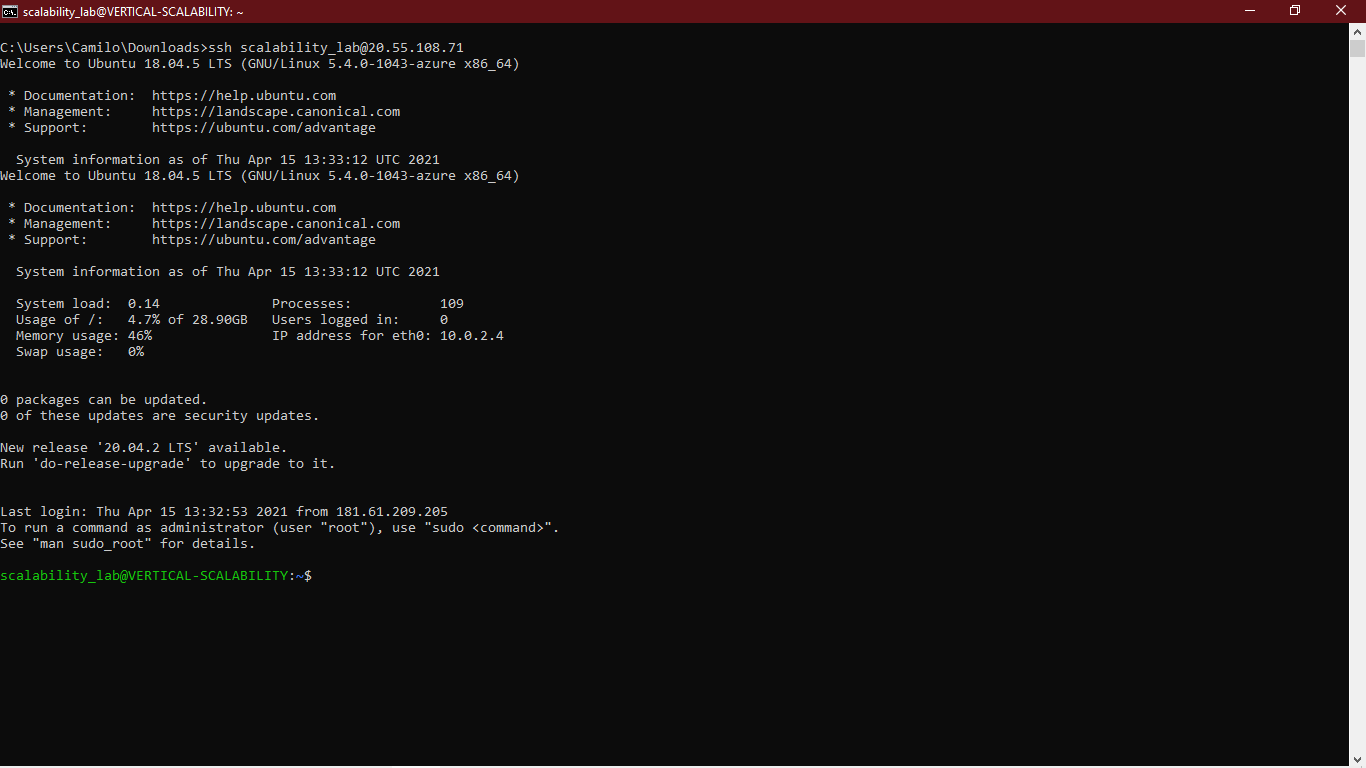 scalability_lab@VERTICAL-SCALABILITY: ~
C:\Users\Camilo\Downloads>ssh scalability_lab@20.55.108.71
Welcome to Ubuntu 18.04.5 LTS (GNU/Linux 5.4.0-1043-azure x86_64)
* Documentation:  https://help.ubuntu.com
* Management:     https://landscape.canonical.com
* Support:        https://ubuntu.com/advantage
System information as of Thu Apr 15 13:33:12 UTC 2021
Welcome to Ubuntu 18.04.5 LTS (GNU/Linux 5.4.0-1043-azure x86_64)
* Documentation:  https://help.ubuntu.com
* Management:     https://landscape.canonical.com
* Support:        https://ubuntu.com/advantage
System information as of Thu Apr 15 13:33:12 UTC 2021
System load:  0.14              Processes:           109
Usage of /:   4.7% of 28.90GB   Users logged in:     0
Memory usage: 46%               IP address for eth0: 10.0.2.4
Swap usage:   0%
0 packages can be updated.
0 of these updates are security updates.
New release '20.04.2 LTS' available.
Run 'do-release-upgrade' to upgrade to it.
Last login: Thu Apr 15 13:32:53 2021 from 181.61.209.205
To run a command as administrator (user "root"), use "sudo <command>".
See "man sudo_root" for details.
scalability_lab@VERTICAL-SCALABILITY:~$